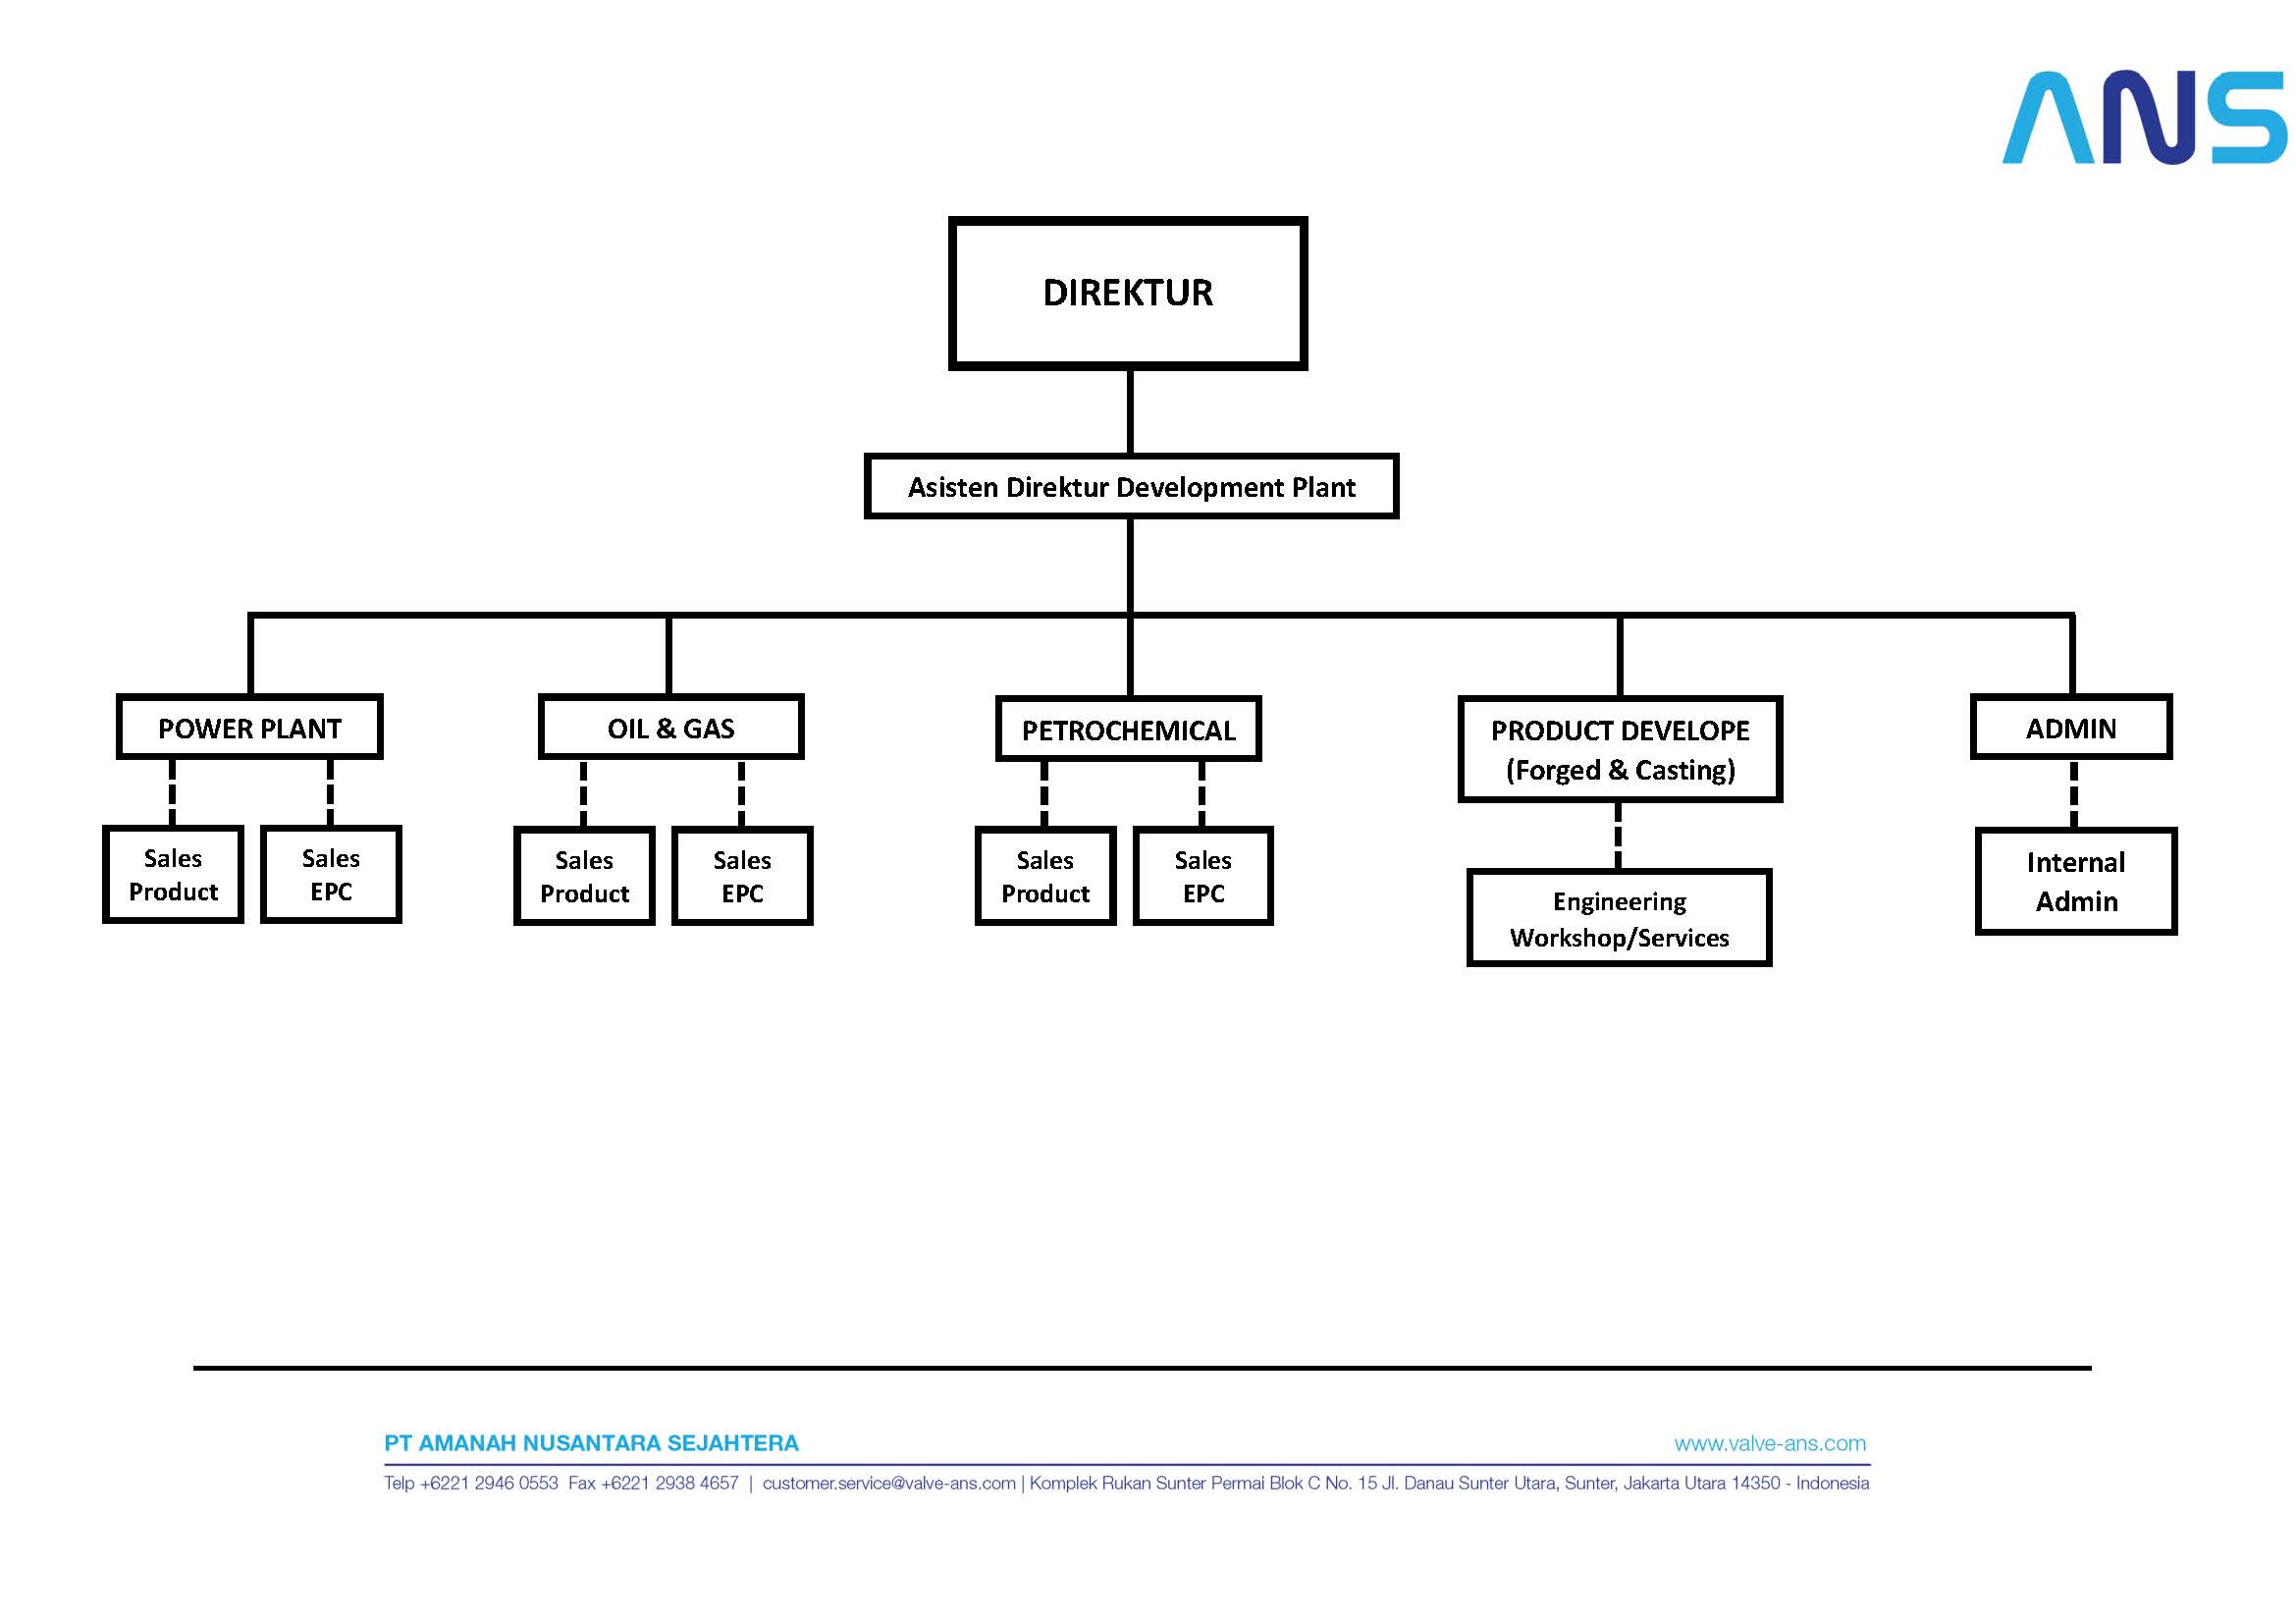 ANS
DIREKTUR
Asisten Direktur Development Plant
POWER PLANT
OIL & GAS
PETROCHEMICAL
PRODUCT DEVELOPE
(Forged & Casting)
ADMIN
Sales
Product
Sales
EPC
Sales
Product
Sales
EPC
Sales
Product
Sales
EPC
Engineering
Workshop/Services
Internal
Admin
PT AMANAH NUSANTARA SEJAHTERA
www.valve-ans.com
Telp +6221 2946 0553 Fax +6221 2938 4657 | customer.service@valve-ans.com | Komplek Rukan Sunter Permai Blok C No. 15 Jl. Danau Sunter Utara, Sunter, Jakarta Utara 14350 - Indonesia